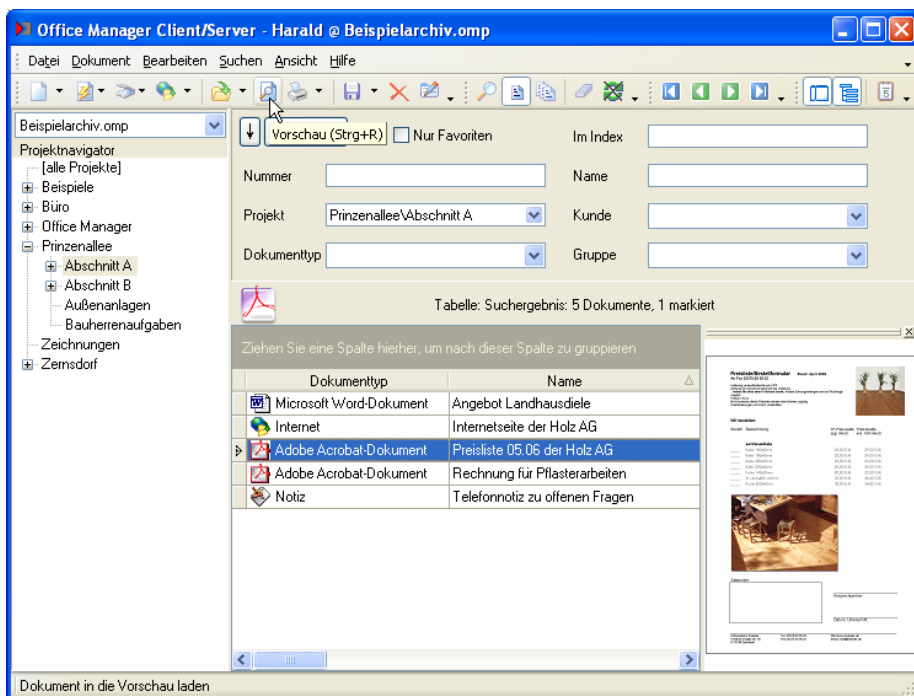 Office Manager Client/Server - Harald @ Beispielarchiv.omp
Datei Dokument Bearbeiten Suchen Ansicht Hilfe
5
Beispielarchiv.omp
Projektnavigator
[alle Projekte]
Beispiele
Büro
Office Manager
Prinzenallee
Abschnitt A
Abschnitt B
Außenanlagen
Bauherrenaufgaben
Zeichnungen
Zernsdorf
Vorschau (Strg+R)
Nur Favoriten
Im Index
Nummer
Name
Projekt
Prinzenallee\Abschnitt A
Kunde
Dokumenttyp
Gruppe
Tabelle: Suchergebnis: 5 Dokumente, 1 markiert
Ziehen Sie eine Spalte hierher, um nach dieser Spalte zu gruppieren
Dokumenttyp Name
Microsoft Word-Dokument Angebot Landhausdiele
Internet Internetseite der Holz AG
Adobe Acrobat-Dokument Preisliste 05.06 der Holz AG
Adobe Acrobat-Dokument Rechnung für Pflasterarbeiten
Notiz Telefonnotiz zu offenen Fragen
Dokument in die Vorschau laden